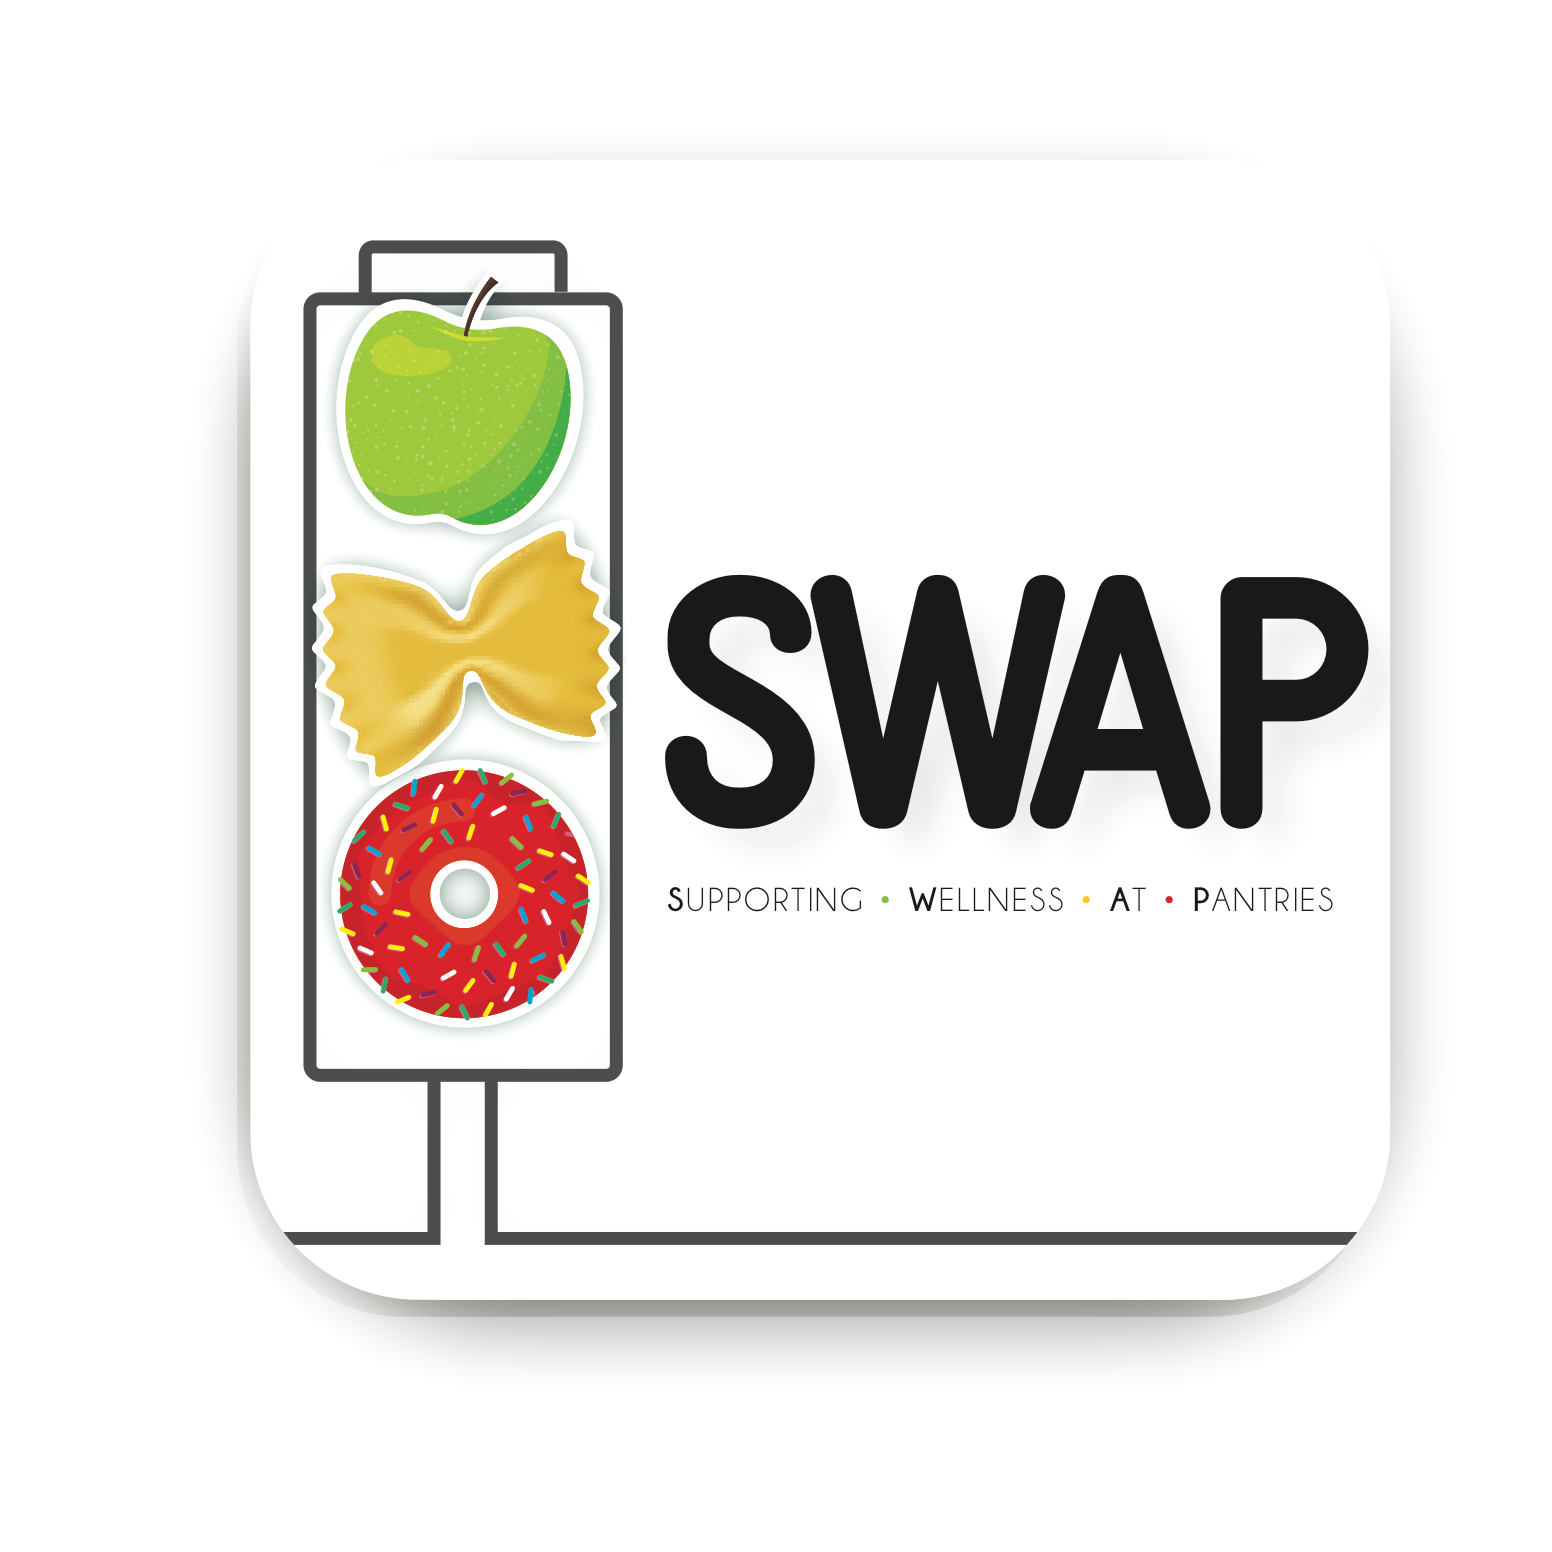 SWAP
SUPPORTING • WELLNESS • AT • PANTRIES